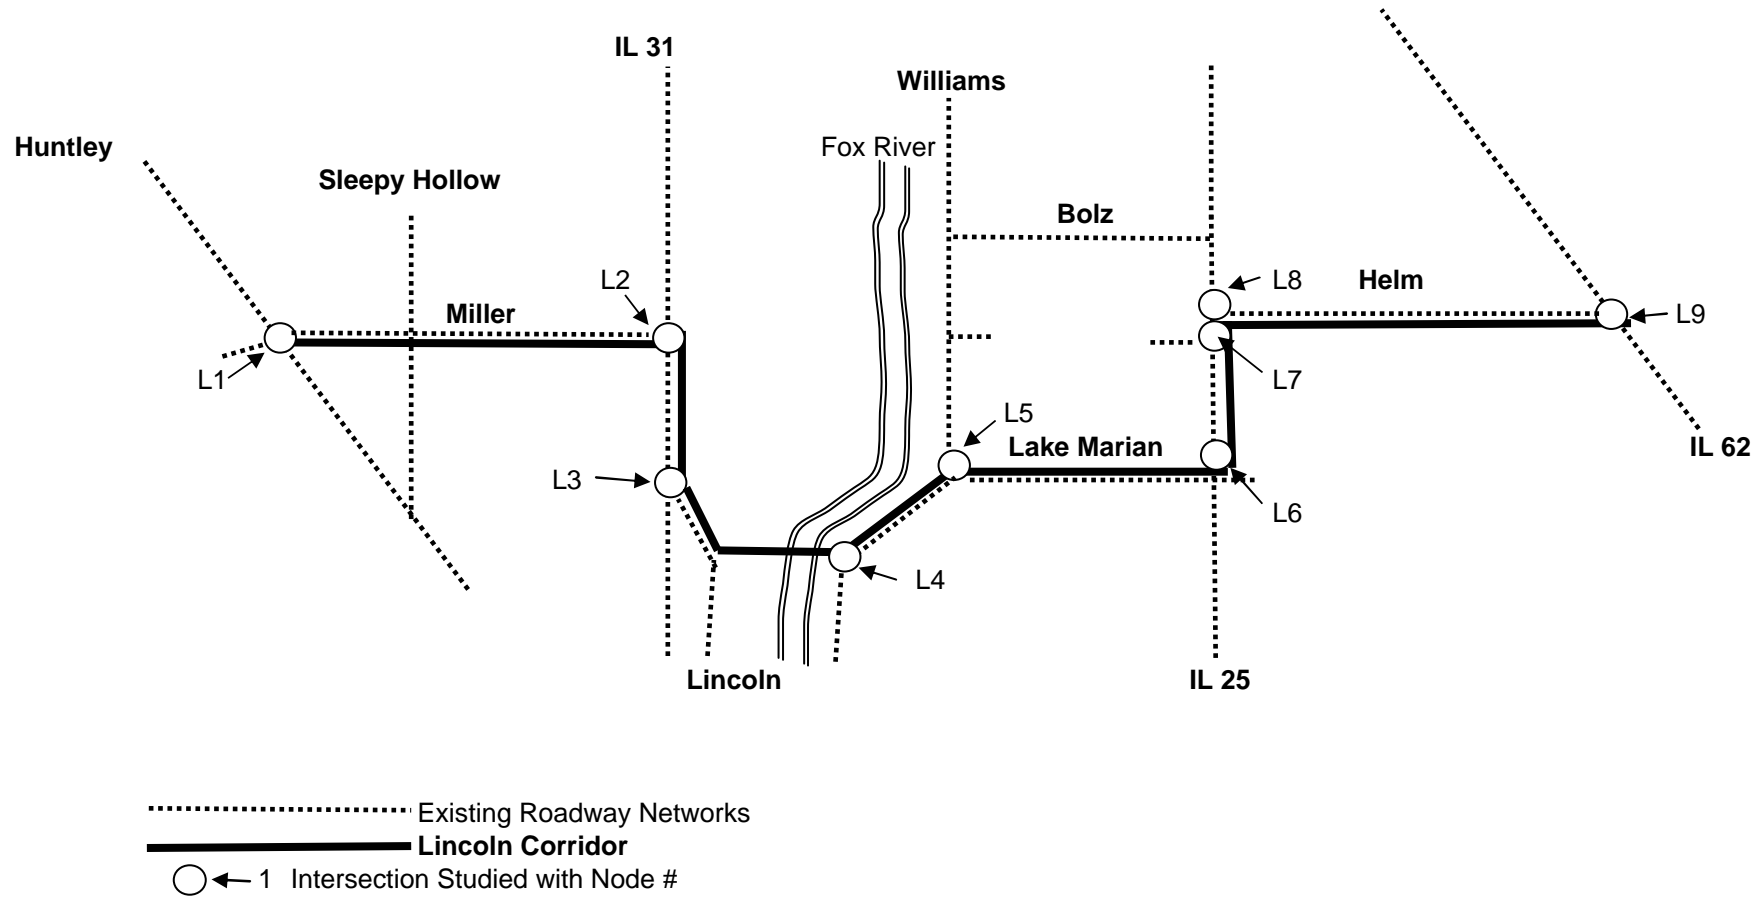 IL 31
Williams
Huntley
Fox River
Sleepy Hollow
Bolz
L2
L8
Helm
Miller
L9
L1
L7
L5
Lake Marian
IL 62
L3
L6
L4
Lincoln
IL 25
Existing Roadway Networks
Lincoln Corridor
1 Intersection Studied with Node #